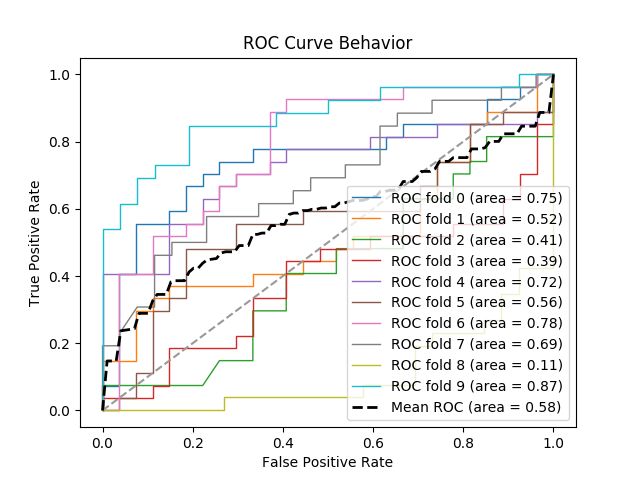 ROC Curve Behavior
True Positive Rate
1.0
0.8
0.6
0.4
0.2
0.0
ROC fold 0 (area = 0.75)
ROC fold 1 (area = 0.52)
ROC fold 2 (area = 0.41)
ROC fold 3 (area = 0.39)
ROC fold 4 (area = 0.72)
ROC fold 5 (area = 0.56)
ROC fold 6 (area = 0.78)
ROC fold 7 (area = 0.69)
ROC fold 8 (area = 0.11)
ROC fold 9 (area = 0.87)
Mean ROC (area = 0.58)
0.0 0.2 0.4 0.6 0.8 1.0
False Positive Rate